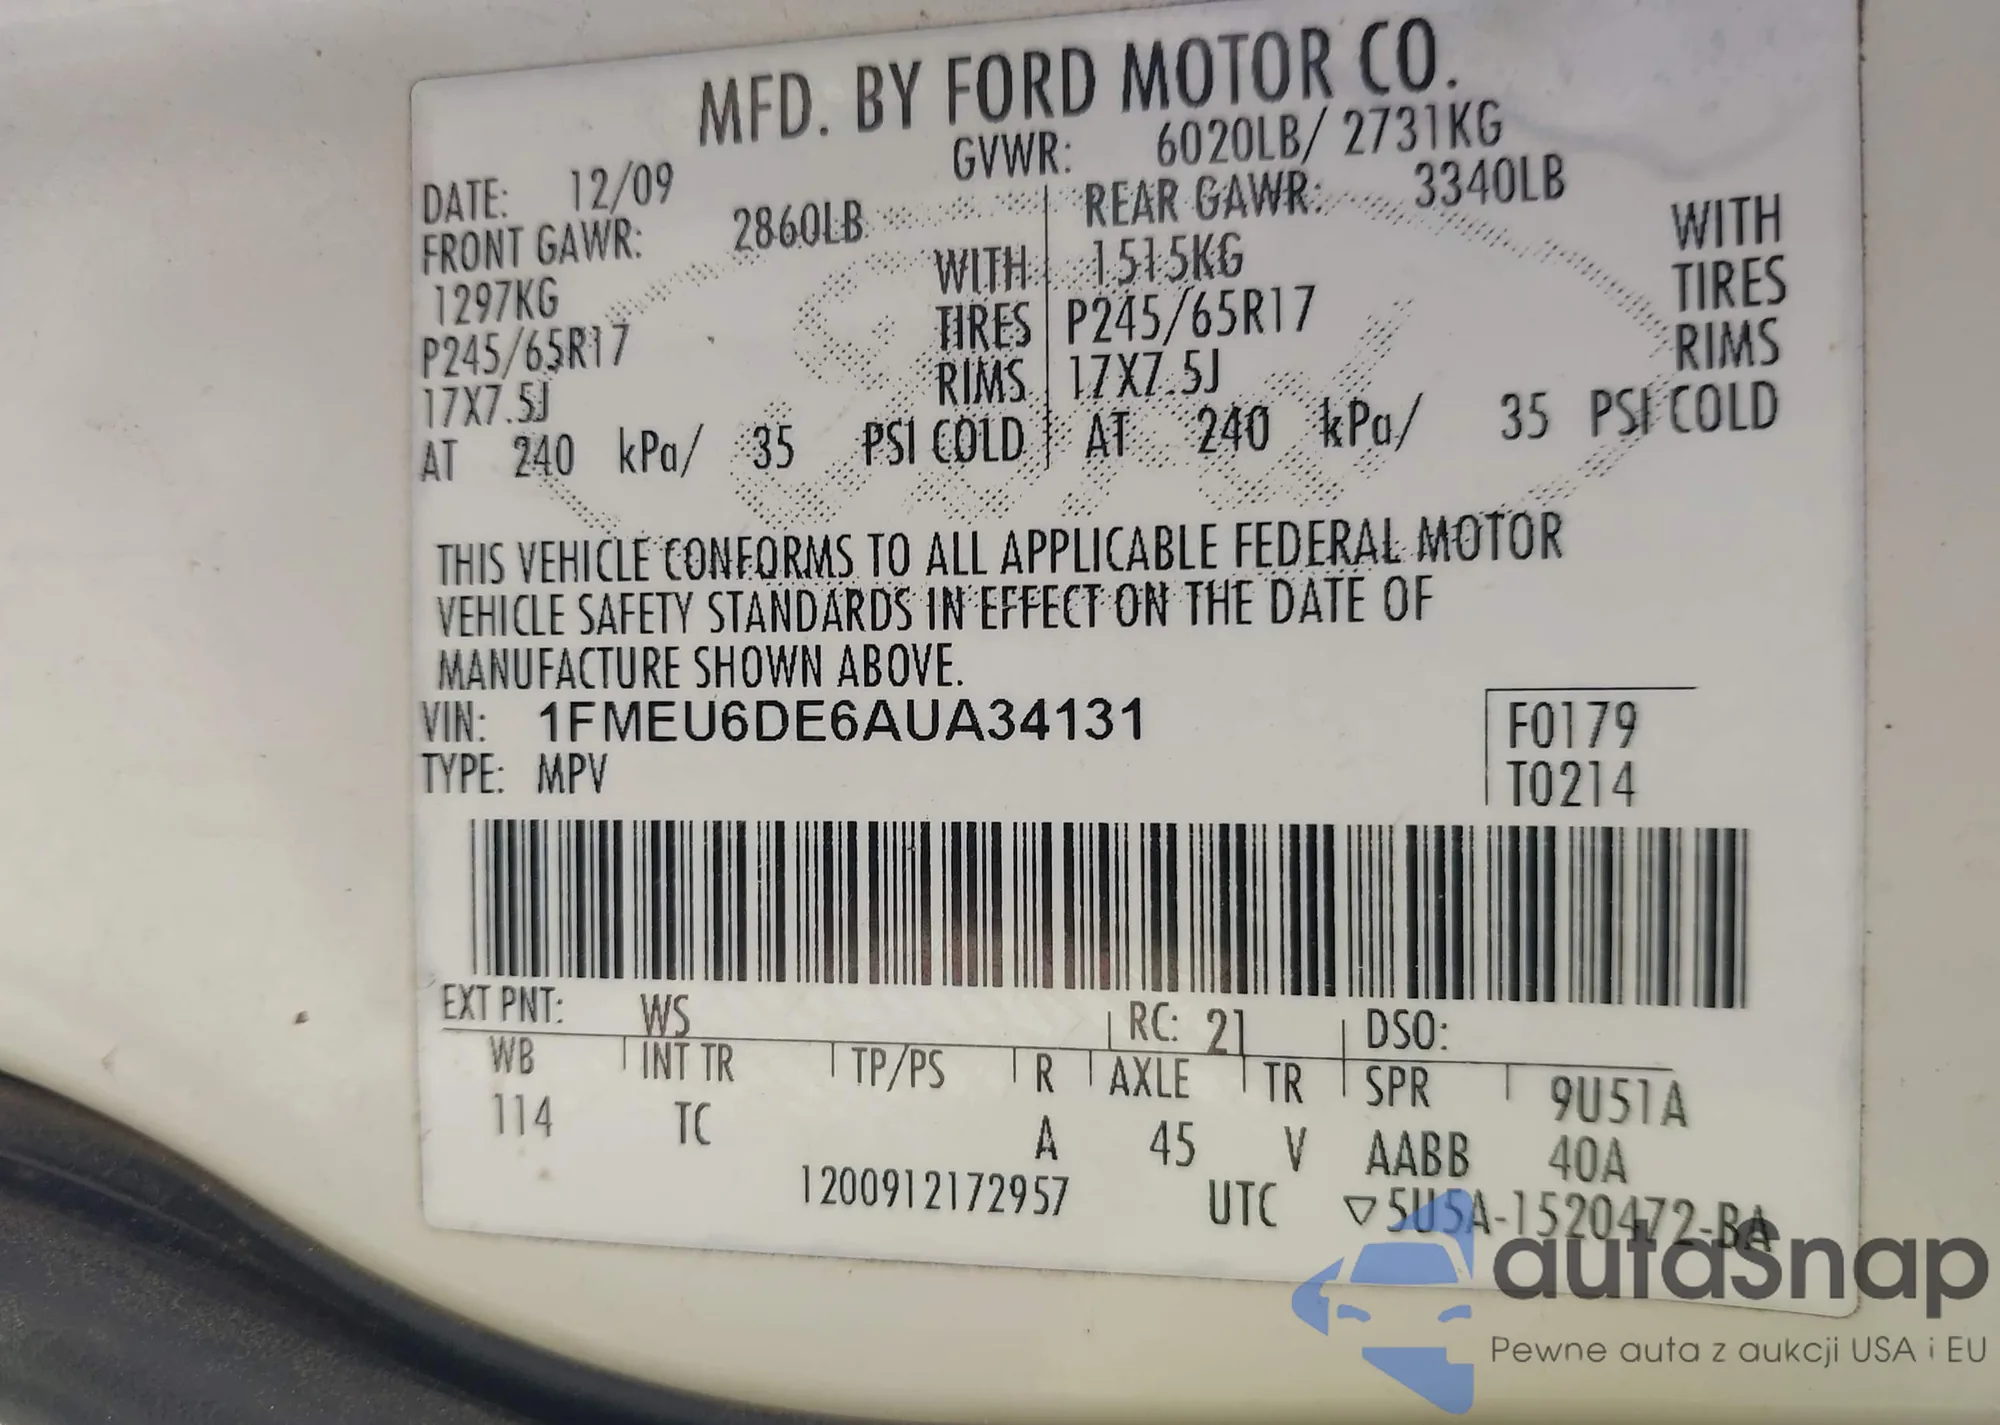 MFD. BY FORD MOTOR CO.
DATE: 12/09 GVWR: 6020LB/ 2731KG
FRONT GAWR: 2860LB REAR GAWR: 3340LB
1297KG WITH 1515KG WITH
P245/65R17 TIRES P245/65R17 TIRES
17X7.5J RIMS 17X7.5J RIMS
AT 240 kPa/ 35 PSI COLD AT 240 kPa/ 35 PSI COLD
THIS VEHICLE CONFORMS TO ALL APPLICABLE FEDERAL MOTOR
VEHICLE SAFETY STANDARDS IN EFFECT ON THE DATE OF
MANUFACTURE SHOWN ABOVE.
VIN: 1FMEU6DE6AUA34131 F0179
TYPE: MPV T0214
EXT PNT: WS RC: 21 DSO:
WB INT TR TP/PS R AXLE TR SPR 9U51A
114 TC A 45 V AABB 40A
1200912172957 UTC ▽5U5A-1520472-BA
autasnap
Pewne auta z aukcji USA i EU